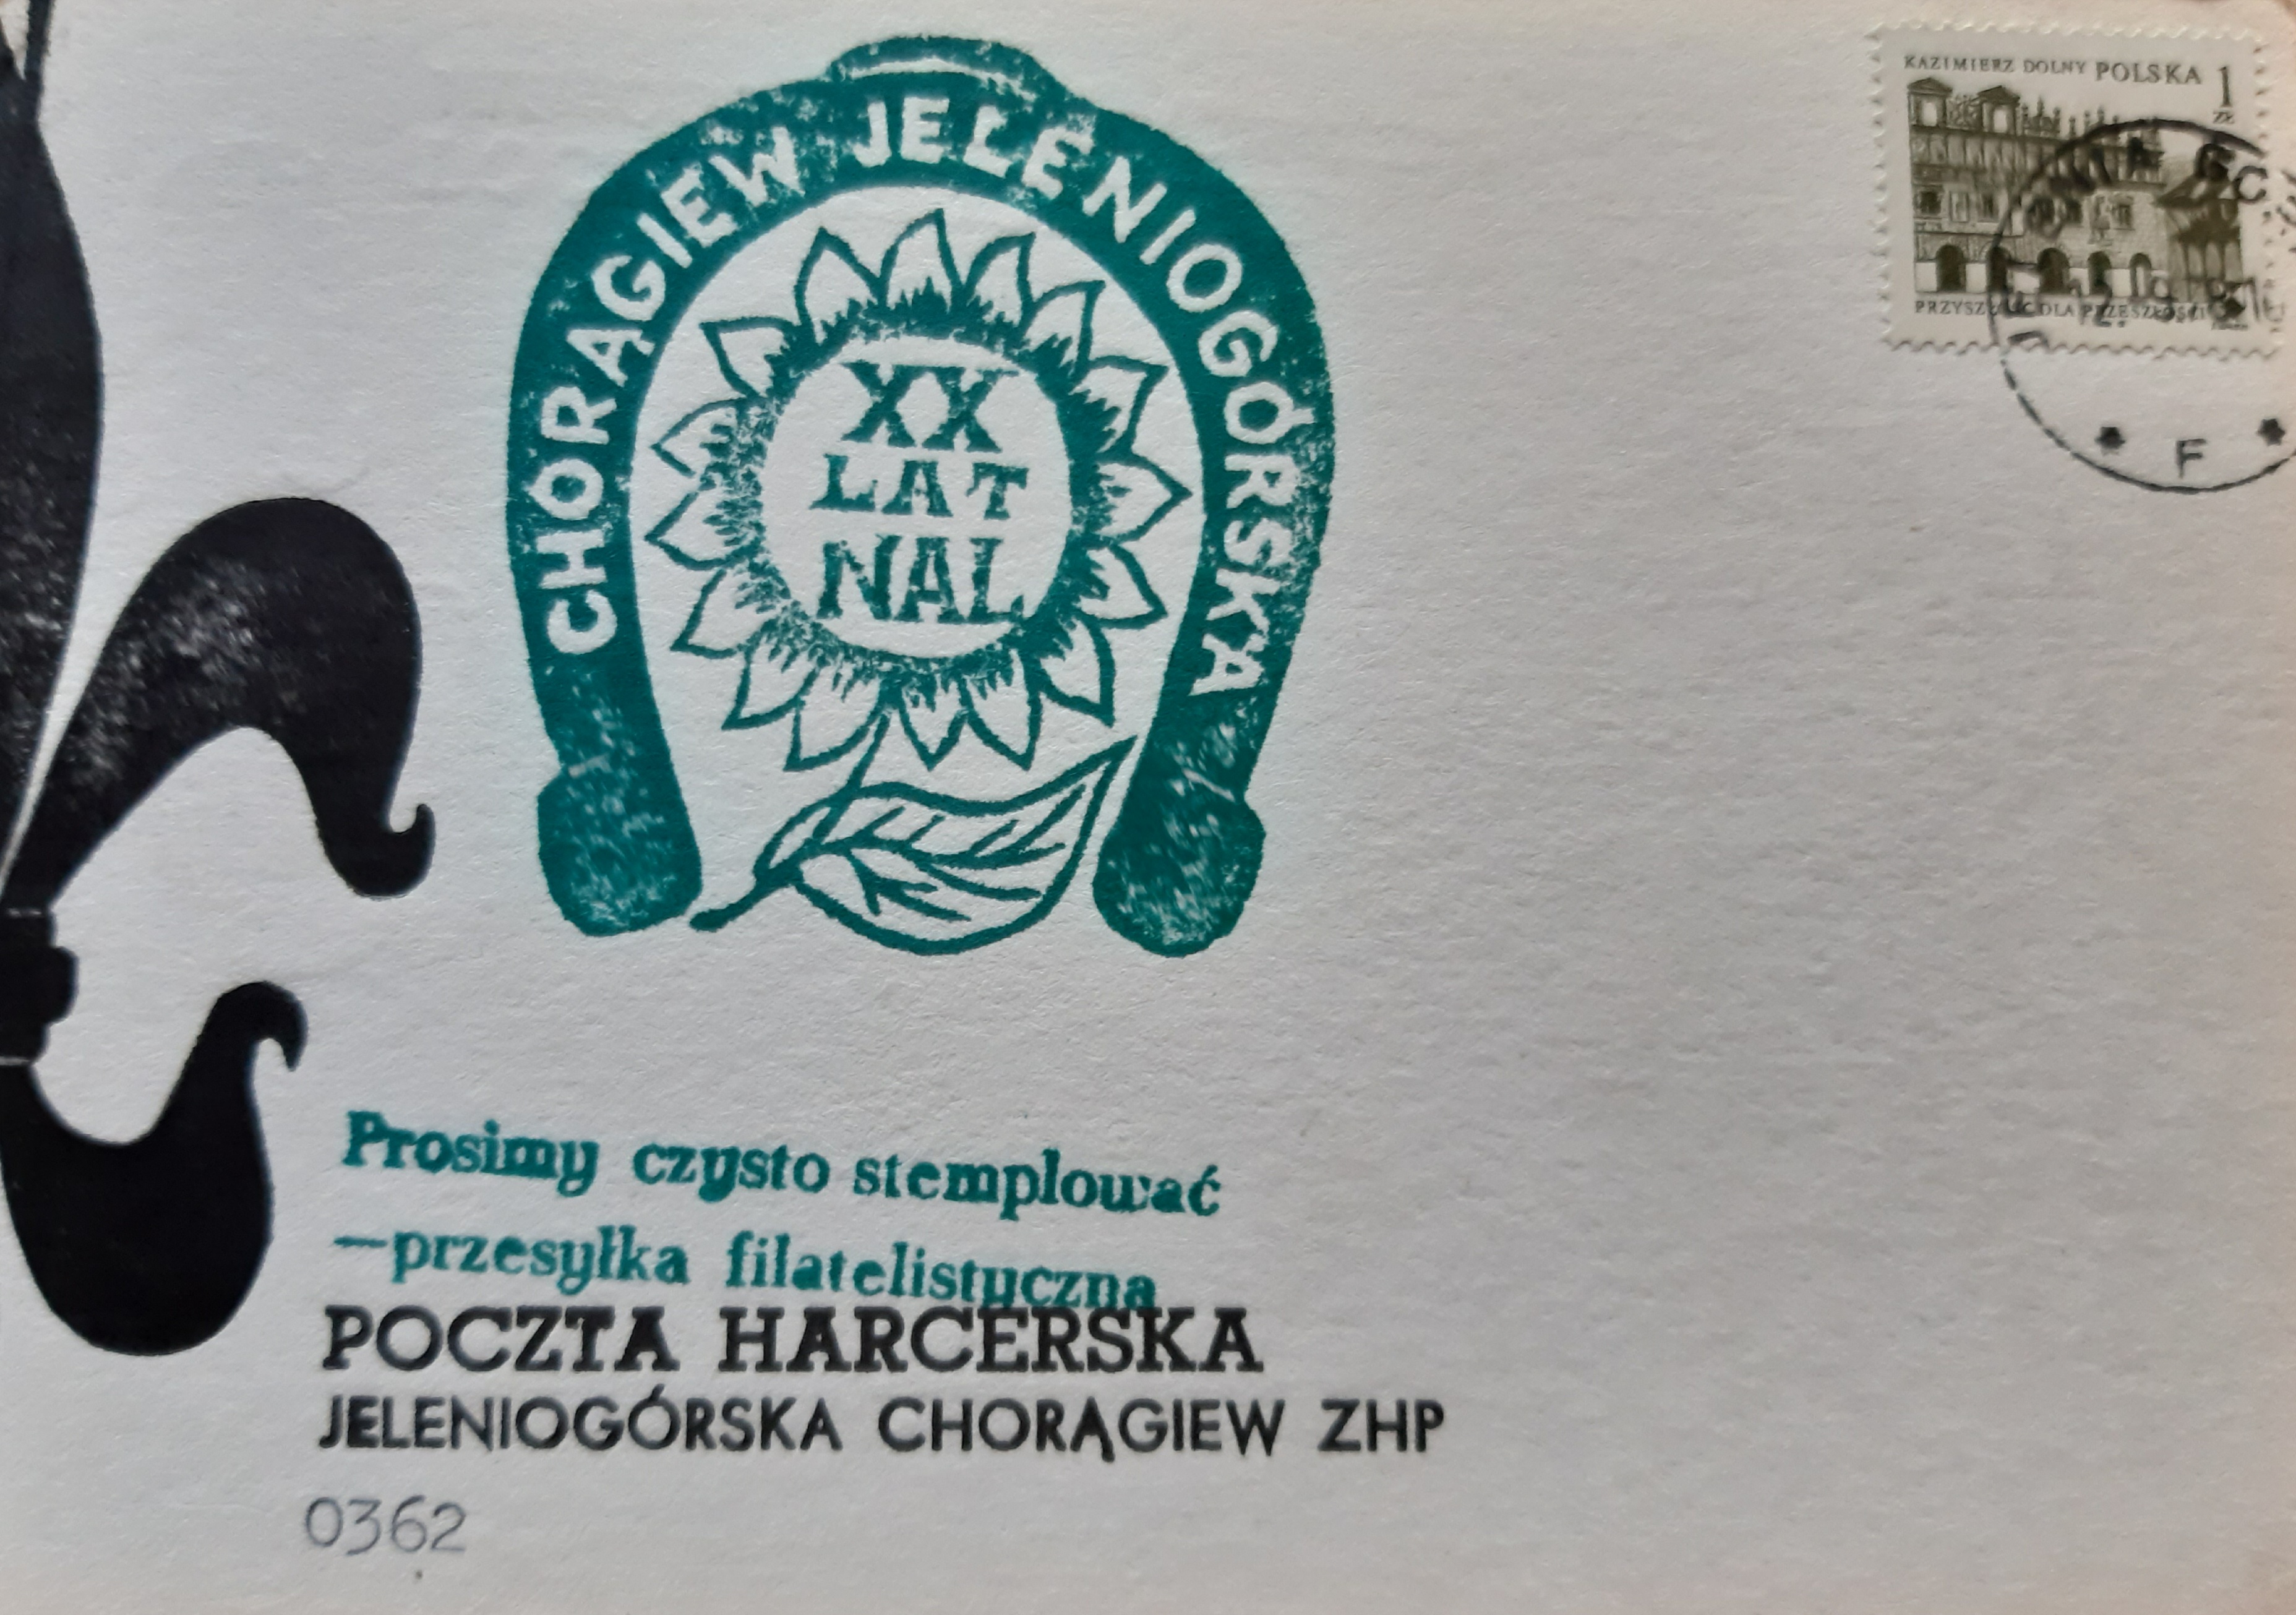 KAZIMIERZ DOLNY POLSKA 1
ZŁ
PRZYSZŁOŚĆ DLA PRZESZŁOŚCI
F
CHORĄGIEW JELENIOGÓRSKA
XX
LAT
NAL
Prosimy czysto stemplować
—przesyłka filatelistyczna
POCZTA HARCERSKA
JELENIOGÓRSKA CHORĄGIEW ZHP
0362